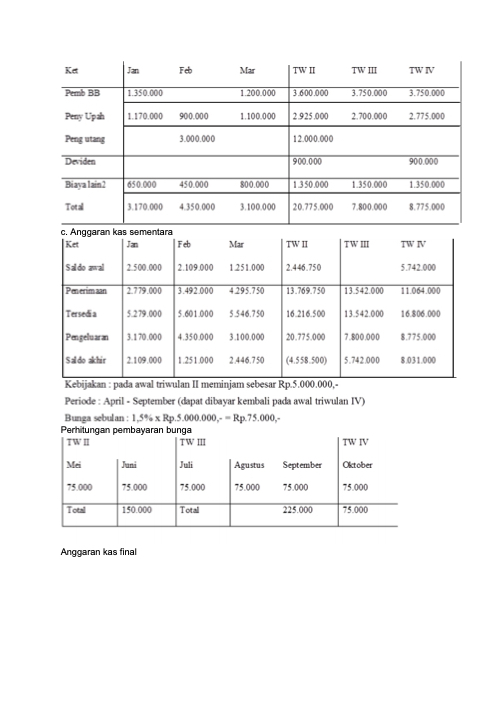 Ket Jan Feb Mar TW II TW III TW IV
Pemb BB 1.350.000 1.200.000 3.600.000 3.750.000 3.750.000
Peny Upah 1.170.000 900.000 1.100.000 2.925.000 2.700.000 2.775.000
Peng utang 3.000.000 12.000.000
Deviden 900.000 900.000
Biaya lain2 650.000 450.000 800.000 1.350.000 1.350.000 1.350.000
Total 3.170.000 4.350.000 3.100.000 20.775.000 7.800.000 8.775.000
c. Anggaran kas sementara
Ket Jan Feb Mar TW II TW III TW IV
Saldo awal 2.500.000 2.109.000 1.251.000 2.446.750 5.742.000
Penerimaan 2.779.000 3.492.000 4.295.750 13.769.750 13.542.000 11.064.000
Tersedia 5.279.000 5.601.000 5.546.750 16.216.500 13.542.000 16.806.000
Pengeluaran 3.170.000 4.350.000 3.100.000 20.775.000 7.800.000 8.775.000
Saldo akhir 2.109.000 1.251.000 2.446.750 (4.558.500) 5.742.000 8.031.000
Kebijakan : pada awal triwulan II meminjam sebesar Rp.5.000.000,-
Periode : April - September (dapat dibayar kembali pada awal triwulan IV)
Bunga sebulan : 1,5% x Rp.5.000.000,- = Rp.75.000,-
Perhitungan pembayaran bunga
TW II TW III TW IV
Mei Juni Juli Agustus September Oktober
75.000 75.000 75.000 75.000 75.000 75.000
Total 150.000 Total 225.000 75.000
Anggaran kas final